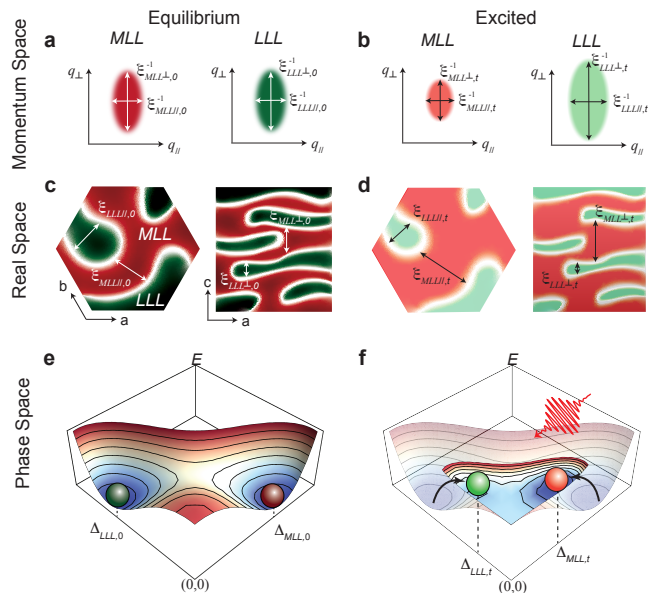 Equilibrium
Excited
Momentum Space
a
MLL
LLL
q⊥
ξ⁻¹MLL⊥,0
ξ⁻¹MLL//,0
q//
q⊥
ξ⁻¹LLL⊥,0
ξ⁻¹LLL//,0
q//
b
MLL
LLL
q⊥
ξ⁻¹MLL⊥,t
ξ⁻¹MLL//,t
q//
q⊥
ξ⁻¹LLL⊥,t
ξ⁻¹LLL//,t
q//
Real Space
c
ξLLL//,0
MLL
ξMLL//,0
LLL
b
a
ξMLL⊥,0
ξLLL⊥,0
c
a
d
ξLLL//,t
ξMLL//,t
ξMLL⊥,t
ξLLL⊥,t
Phase Space
e
E
ΔLLL,0
ΔMLL,0
(0,0)
f
E
ΔLLL,t
ΔMLL,t
(0,0)